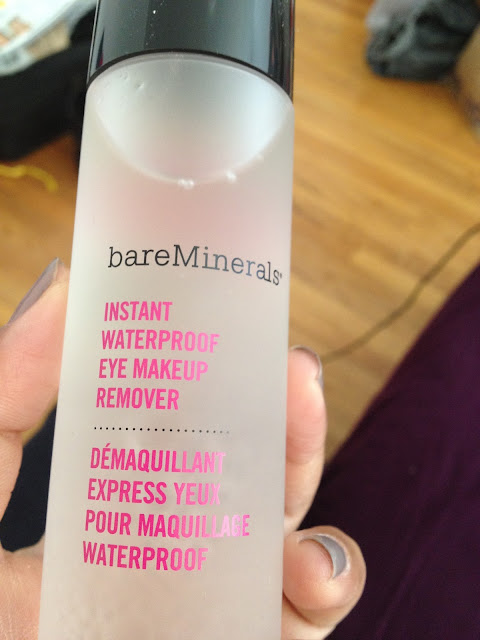 bareMinerals®
INSTANT
WATERPROOF
EYE MAKEUP
REMOVER
DÉMAQUILLANT
EXPRESS YEUX
POUR MAQUILLAGE
WATERPROOF